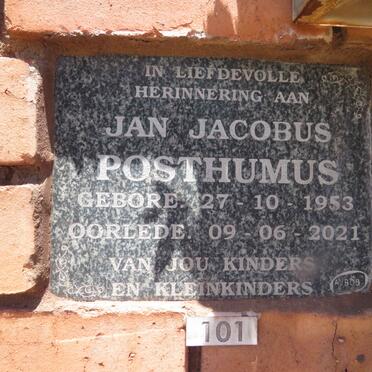 IN LIEFDEVOLLE
HERINNERING AAN
JAN JACOBUS
POSTHUMUS
GEBORE 27 - 10 - 1953
OORLEDE 09 - 06 - 2021
VAN JOU KINDERS
EN KLEINKINDERS
AVBOB
101